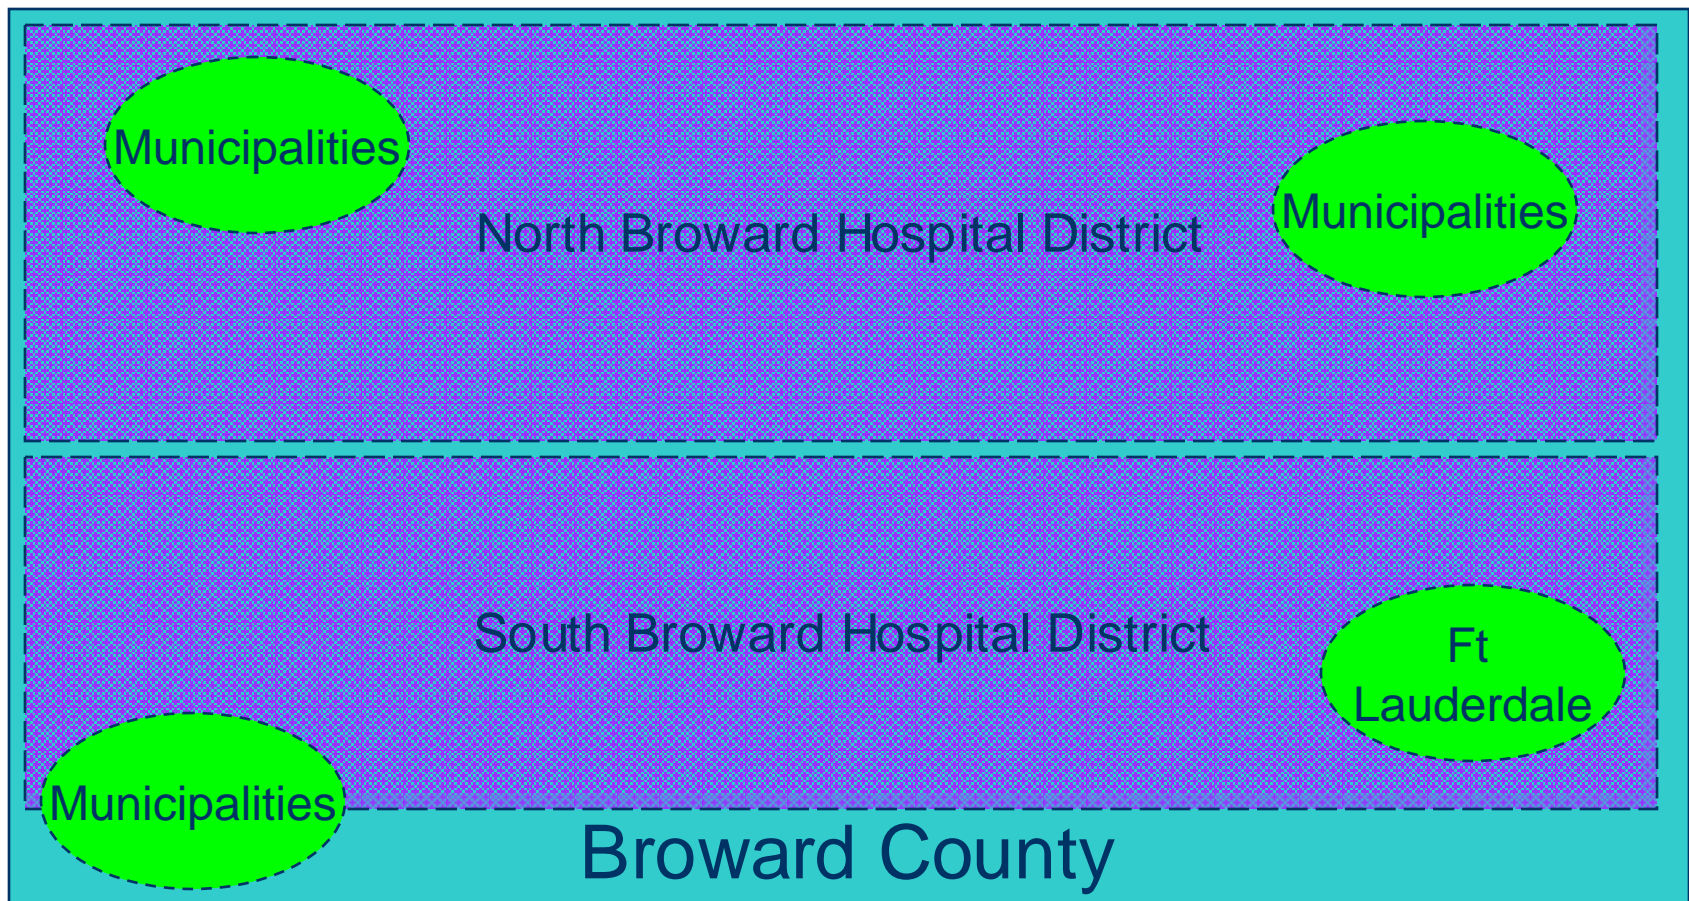 Municipalities
Municipalities
North Broward Hospital District
South Broward Hospital District
Ft
Lauderdale
Municipalities
Broward County